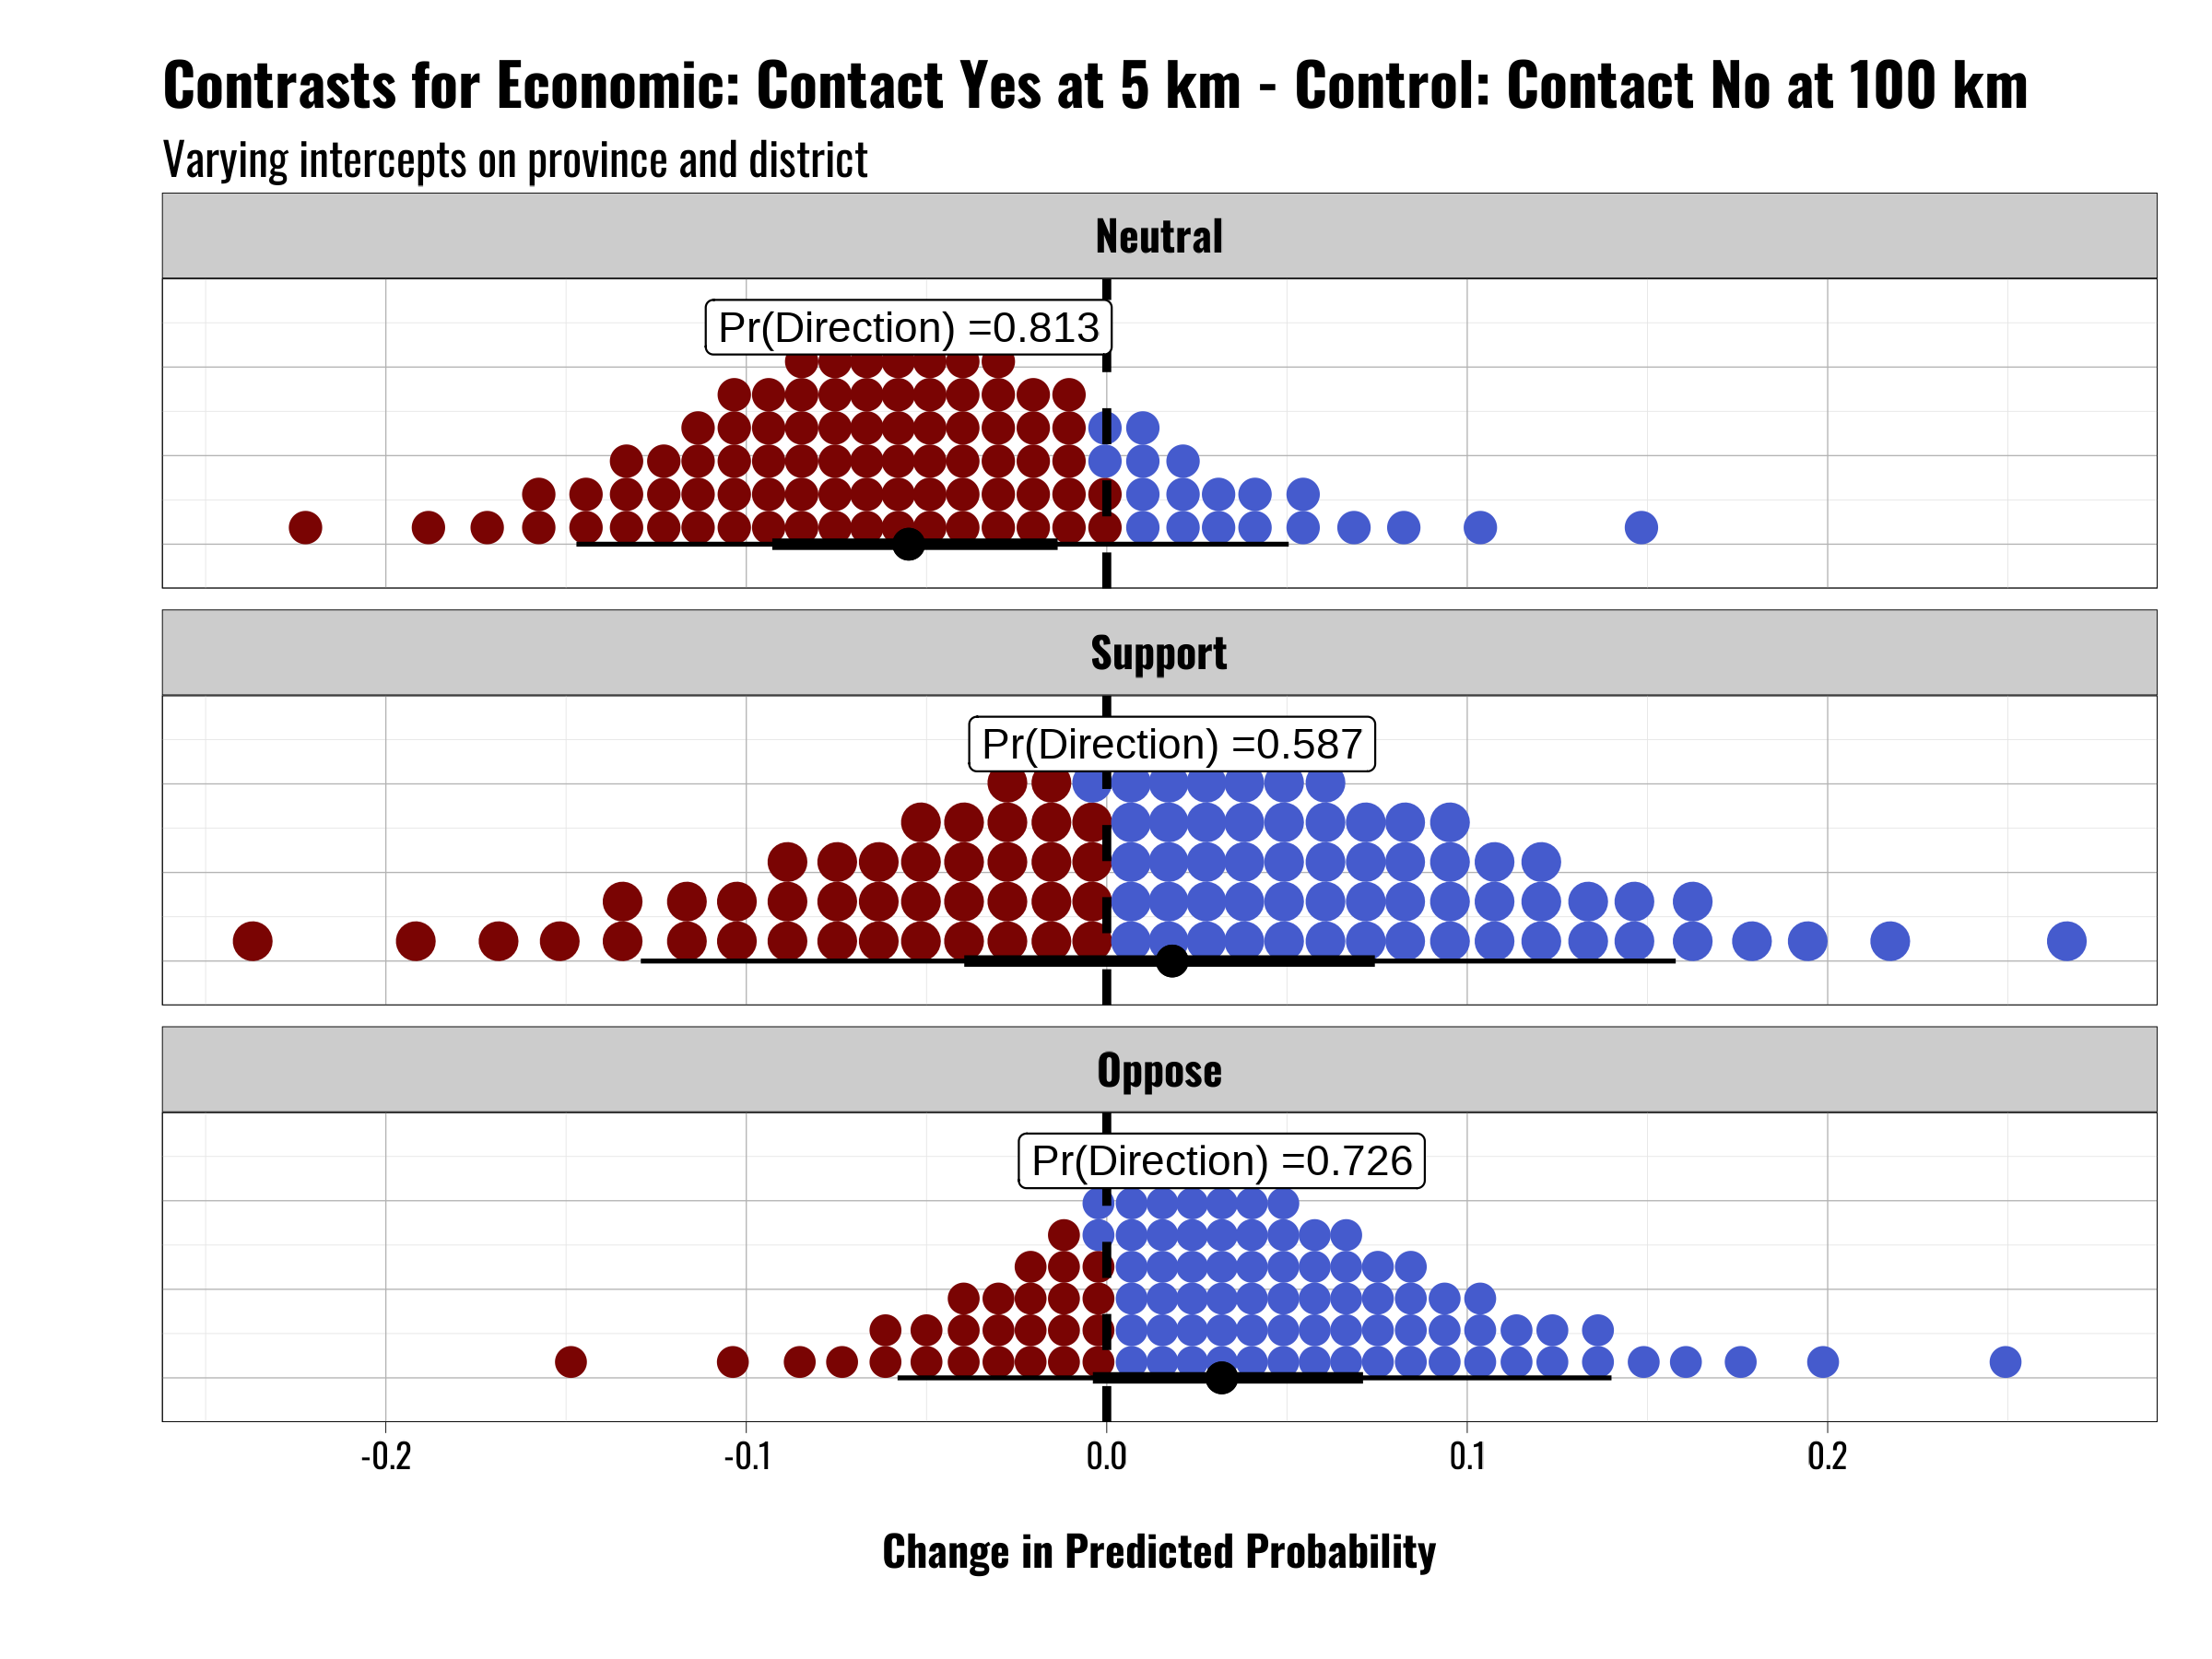 Contrasts for Economic: Contact Yes at 5 km - Control: Contact No at 100 km
Varying intercepts on province and district
Neutral
Pr(Direction) =0.813
Support
Pr(Direction) =0.587
Oppose
Pr(Direction) =0.726
-0.2 -0.1 0.0 0.1 0.2
Change in Predicted Probability